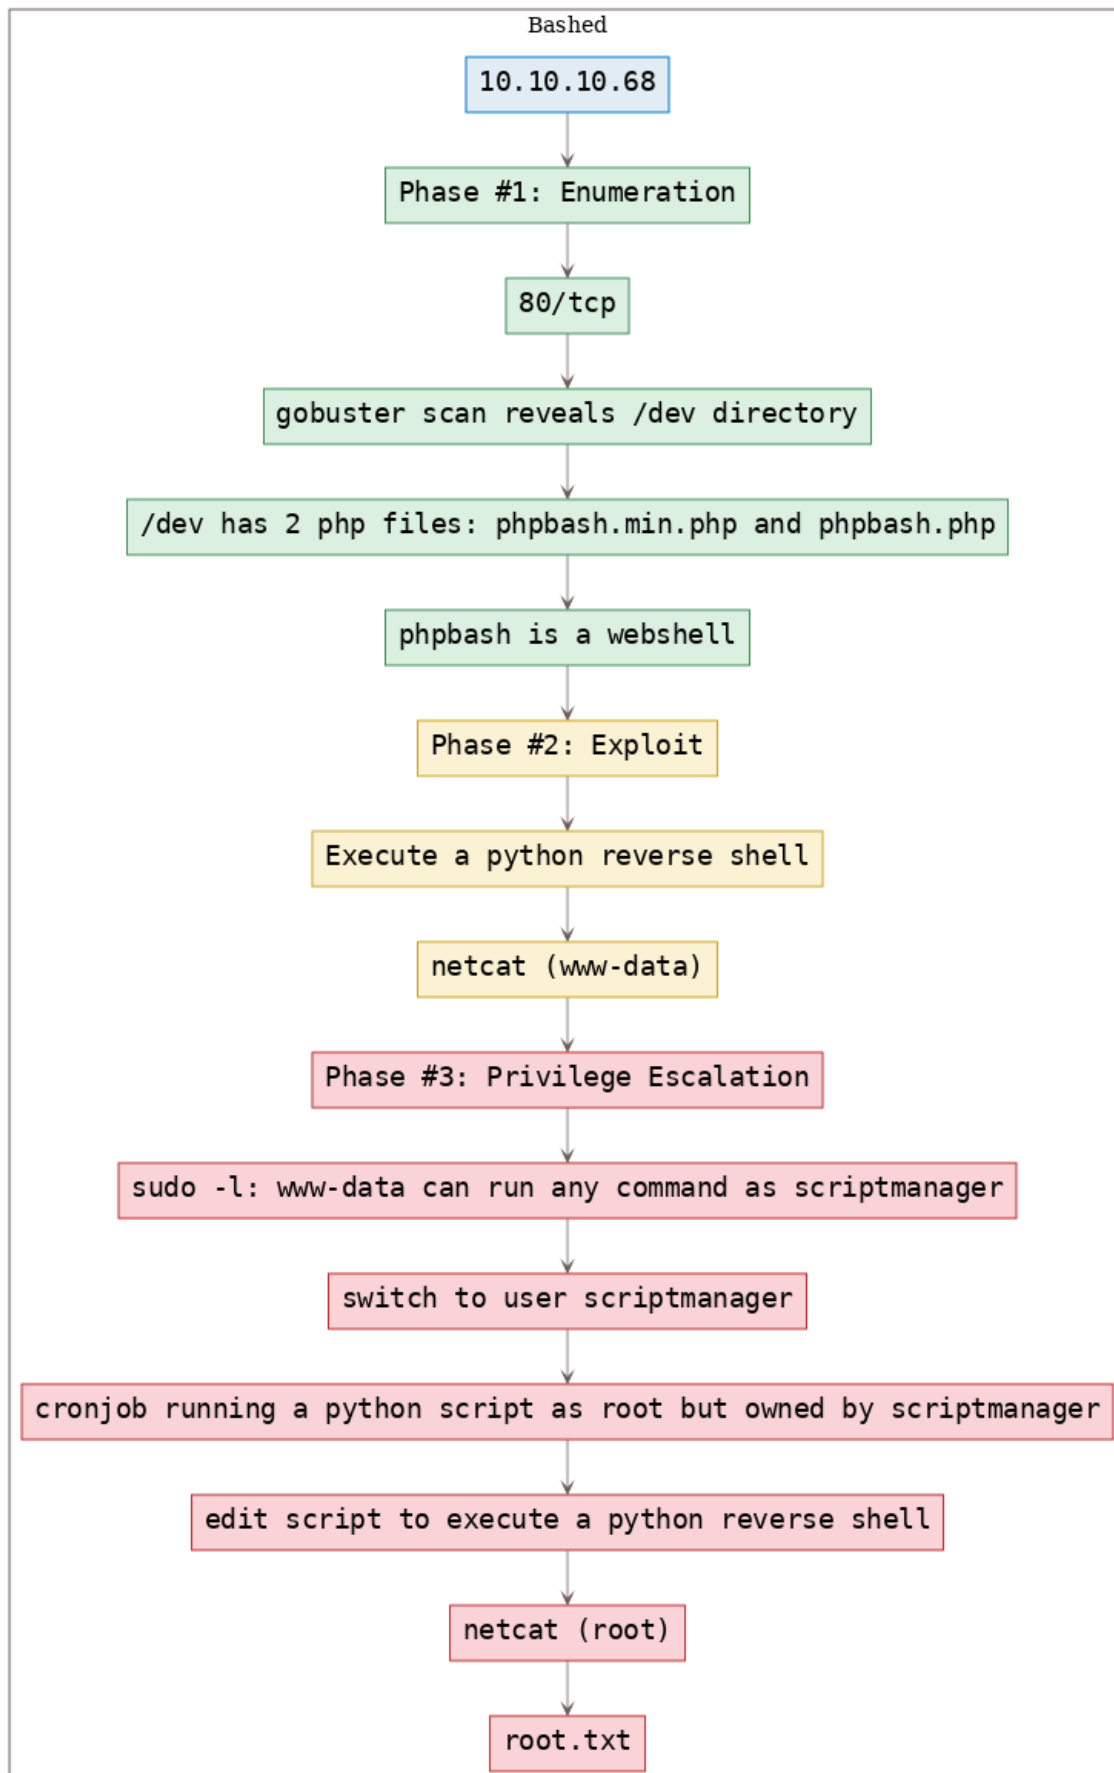 Bashed
10.10.10.68
Phase #1: Enumeration
80/tcp
gobuster scan reveals /dev directory
/dev has 2 php files: phpbash.min.php and phpbash.php
phpbash is a webshell
Phase #2: Exploit
Execute a python reverse shell
netcat (www-data)
Phase #3: Privilege Escalation
sudo -l: www-data can run any command as scriptmanager
switch to user scriptmanager
cronjob running a python script as root but owned by scriptmanager
edit script to execute a python reverse shell
netcat (root)
root.txt